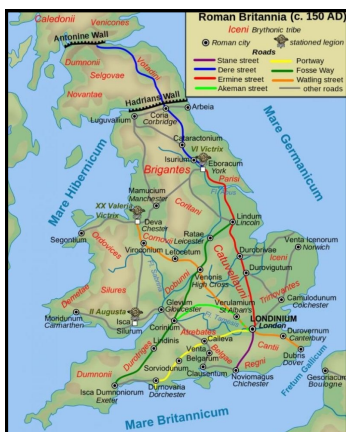 Roman Britannia (c. 150 AD)
Iceni Brythonic tribe
Roman city
stationed legion
Roads
Stane street
Portway
Dere street
Fosse Way
Ermine street
Watling street
Akeman street
other roads
Caledonii
Venicones
Antonine Wall
Dumnonii
Votadini
Selgovae
Novantae
Hadrians Wall
Coria
Corbridge
Arbeia
Luguvalium
Mare Germanicum
Mare Hibernicum
Cataractonium
VI Victrix
Isurium
Eboracum
York
Brigantes
Parisi
Mamucium
Manchester
XX Valeria
Victrix
Coritani
Deva
Chester
Lindum
Lincoln
Segontium
Ordovices
Cornovii
Ratae
Leicester
Viroconium
Letocetum
Venonis
High Cross
Durobrivae
Durovigutum
Iceni
Venta Icenorum
Norwich
Catuvellauni
Trinovantes
Demetae
Silures
Dobunni
Moridunum
Carmarthen
II Augusta
Isca
Silurum
Glevum
Gloucester
Corinium
Verulamium
St Alban's
Camulodunum
Colchester
LONDINIUM
London
Atrebates
Calleva
Lindinis
Durotriges
Sorviodunum
Venta
Belgarum
Belgae
Clausentum
Regni
Noviomagus
Chichester
Cantii
Durovernum
Canterbury
Dubris
Dover
Fretum Gallicum
Gesoriacum
Boulogne
Dumnonii
Isca Dumnoniorum
Exeter
Durnovaria
Dorchester
Mare Britannicum